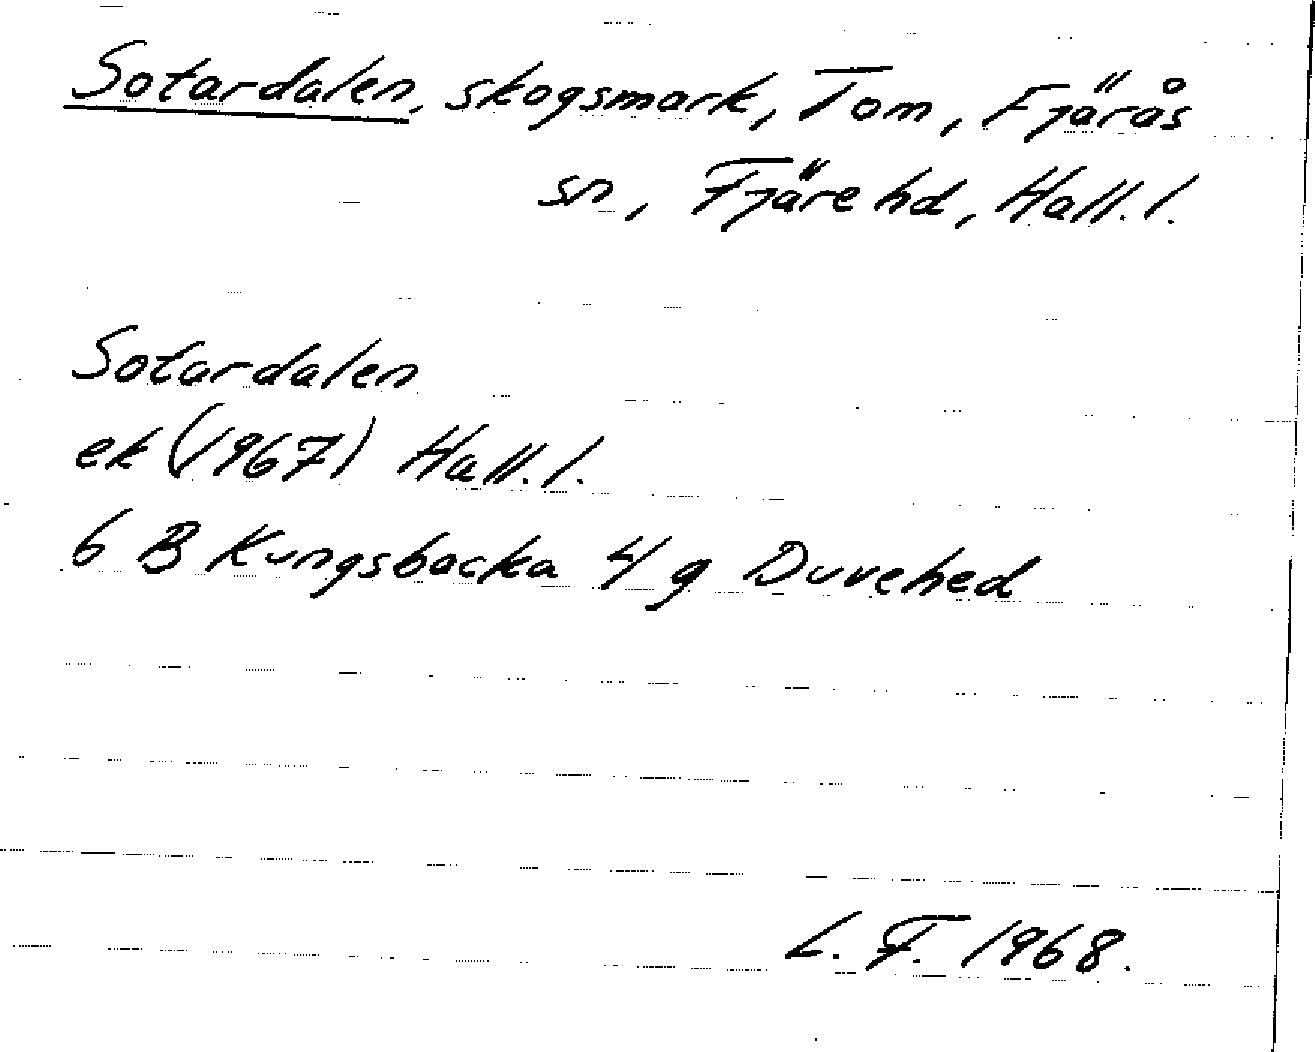 Sotardalen, skogsmark, Tom, Fjärås
sn, Fjäre hd, Hall. l.
Sotardalen
ek (1967) Hall. l.
6 B Kungsbacka 4 g Duvehed
L. F. 1968.